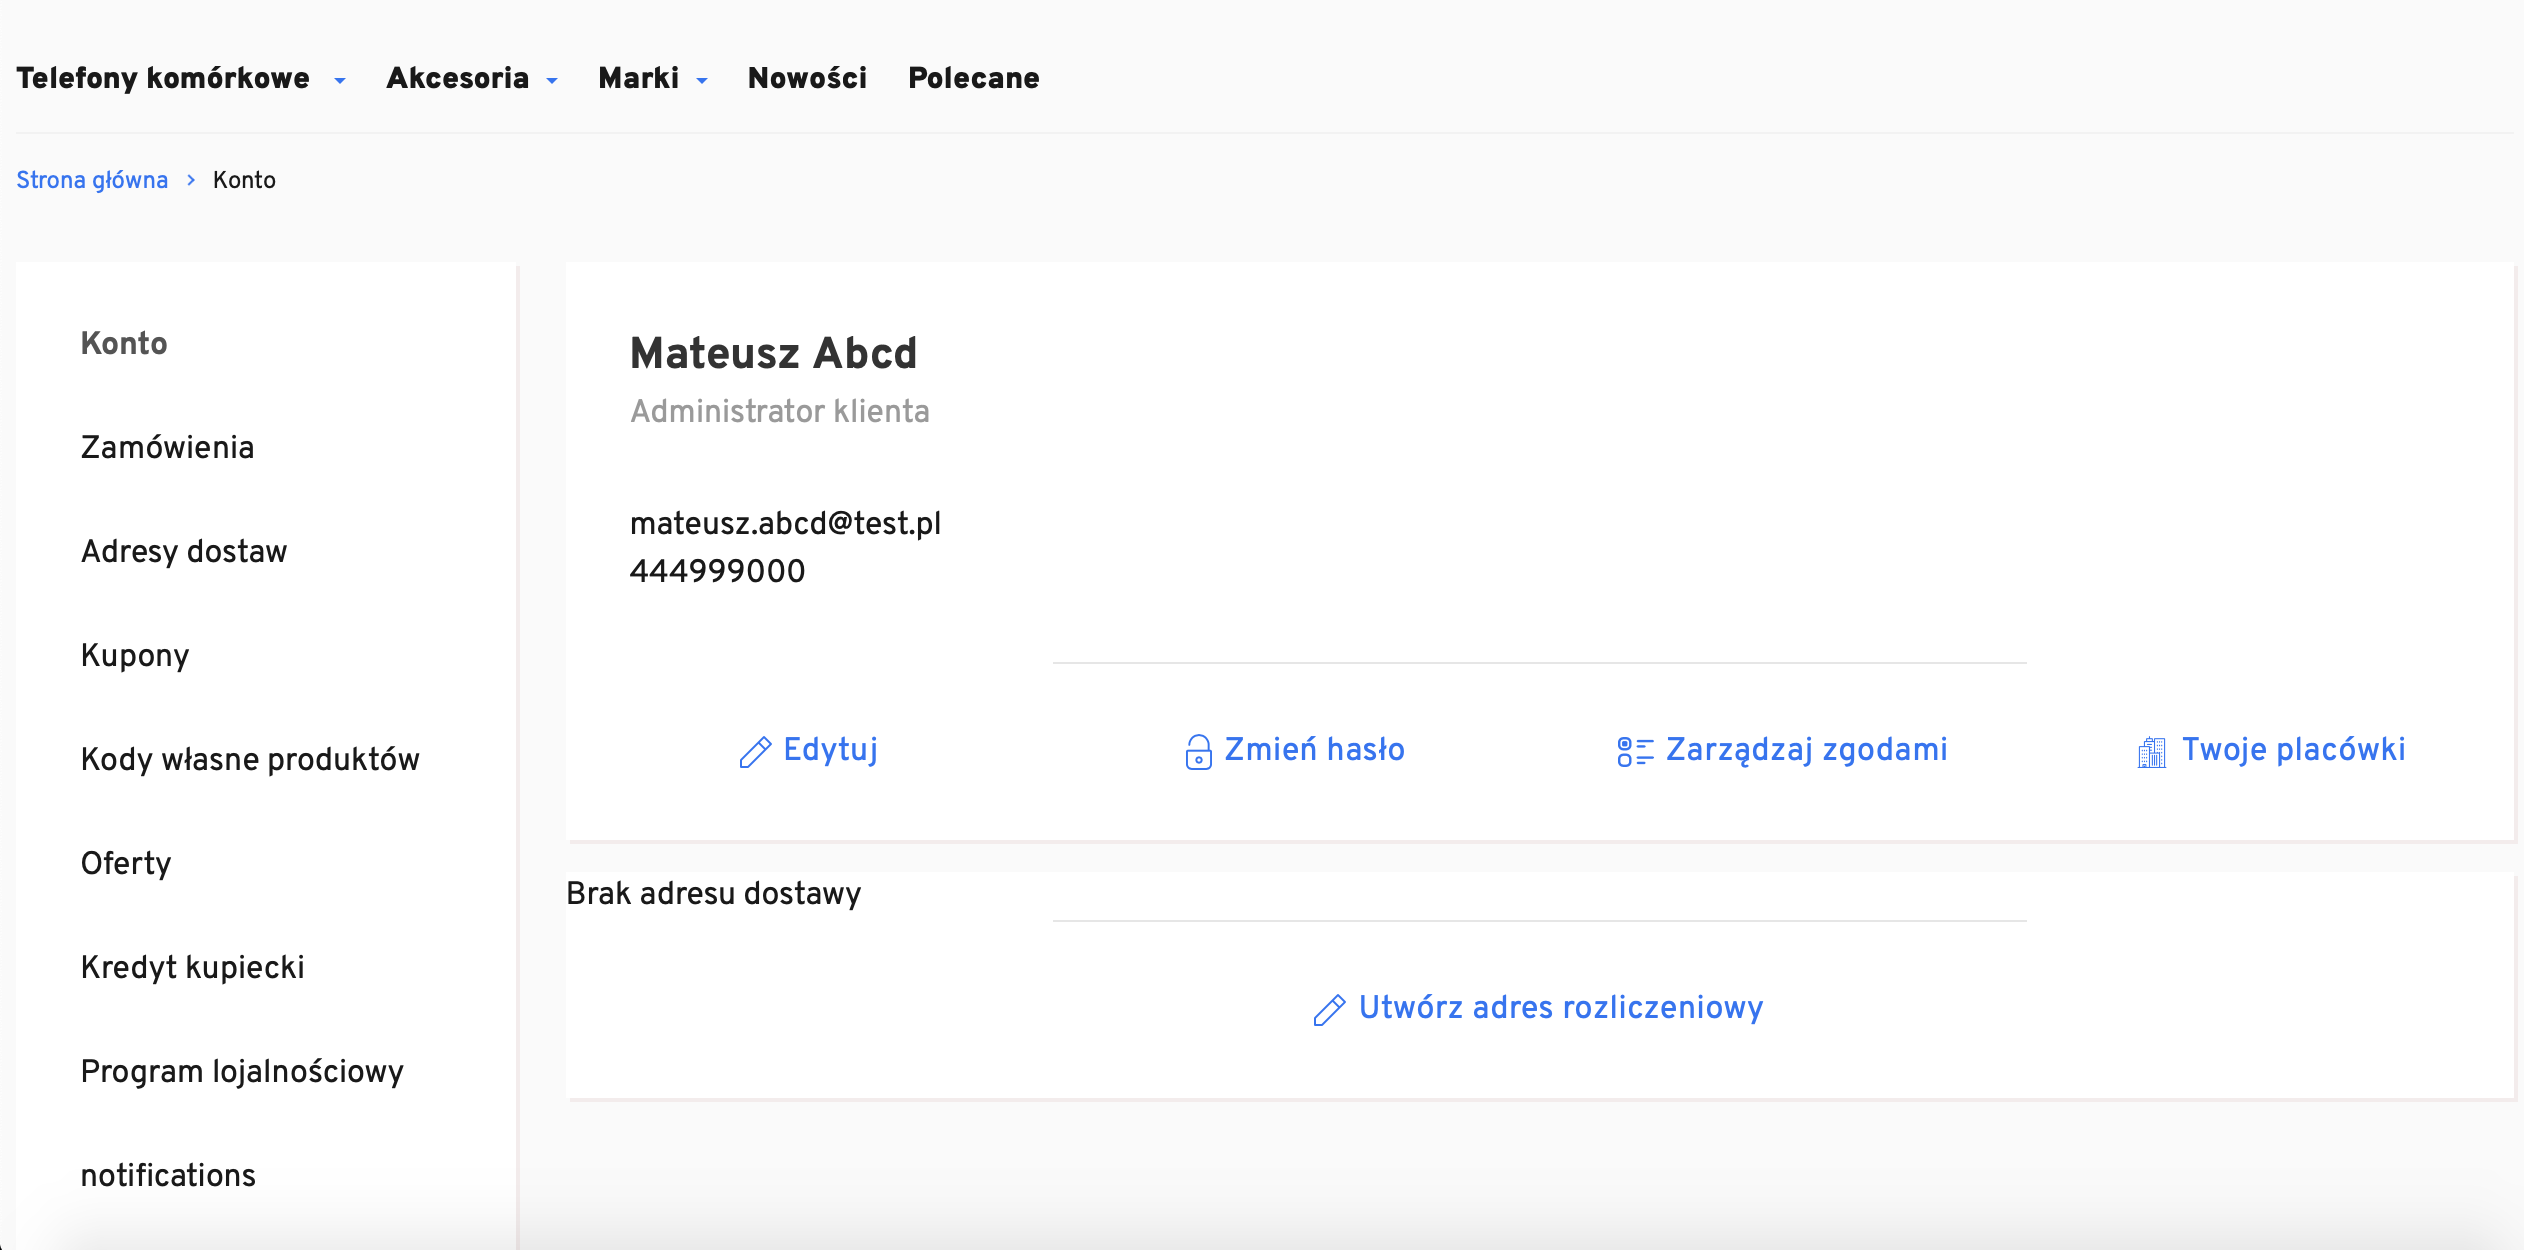 Telefony komórkowe Akcesoria Marki Nowości Polecane
Strona główna > Konto
Konto
Zamówienia
Adresy dostaw
Kupony
Kody własne produktów
Oferty
Kredyt kupiecki
Program lojalnościowy
notifications
Mateusz Abcd
Administrator klienta
mateusz.abcd@test.pl
444999000
Edytuj Zmień hasło Zarządzaj zgodami Twoje placówki
Brak adresu dostawy
Utwórz adres rozliczeniowy